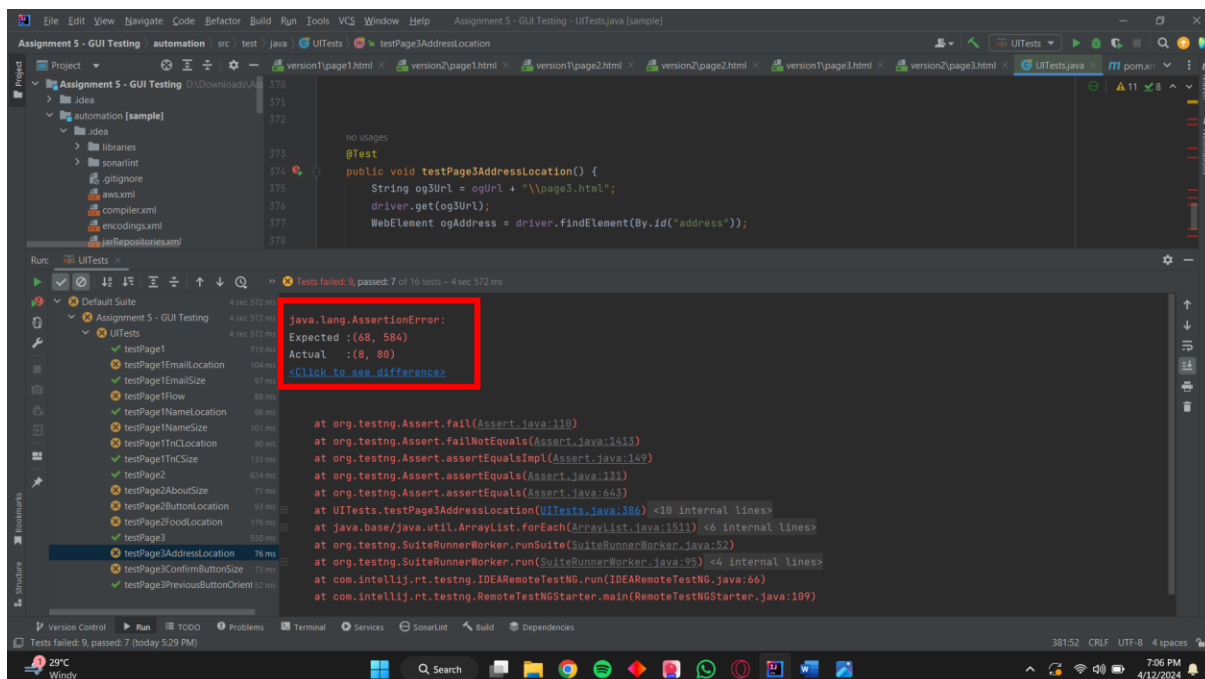 File Edit View Navigate Code Refactor Build Run Tools VCS Window Help Assignment 5 - GUI Testing - UITests.java [sample]
Assignment 5 - GUI Testing automation src test java UITests testPage3AddressLocation UITests
Project version1\page1.html version2\page1.html version1\page2.html version2\page2.html version1\page3.html version2\page3.html UITests.java
Assignment 5 - GUI Testing D:\Downloads\Ass 370 11 8
.idea 371
automation [sample] 372
.idea
no usages
libraries 373 @Test
sonarlint 374 public void testPage3AddressLocation() {
.gitignore 375 String og3Url = ogUrl + "\\page3.html";
aws.xml 376 driver.get(og3Url);
compiler.xml 377 WebElement ogAddress = driver.findElement(By.id("address"));
encodings.xml
jarRepositories.xml 378
Run: UITests
Tests failed: 9, passed: 7 of 16 tests – 4 sec 572 ms
Default Suite 4 sec 572 ms
Assignment 5 - GUI Testing 4 sec 572 ms
UITests 4 sec 572 ms
testPage1 715 ms
testPage1EmailLocation 104 ms
testPage1EmailSize 97 ms
testPage1Flow 88 ms
testPage1NameLocation 96 ms
testPage1NameSize 101 ms
testPage1TnCLocation 90 ms
testPage1TnCSize 133 ms
testPage2 624 ms
testPage2AboutSize 71 ms
testPage2ButtonLocation 93 ms
testPage2FoodLocation 176 ms
testPage3 550 ms
testPage3AddressLocation 76 ms
testPage3ConfirmButtonSize 73 ms
testPage3PreviousButtonOrient 52 ms
java.lang.AssertionError:
Expected :(68, 584)
Actual :(8, 80)
<Click to see difference>
at org.testng.Assert.fail(Assert.java:110)
at org.testng.Assert.failNotEquals(Assert.java:1413)
at org.testng.Assert.assertEqualsImpl(Assert.java:149)
at org.testng.Assert.assertEquals(Assert.java:131)
at org.testng.Assert.assertEquals(Assert.java:643)
at UITests.testPage3AddressLocation(UITests.java:386) <10 internal lines>
at java.base/java.util.ArrayList.forEach(ArrayList.java:1511) <6 internal lines>
at org.testng.SuiteRunnerWorker.runSuite(SuiteRunnerWorker.java:52)
at org.testng.SuiteRunnerWorker.run(SuiteRunnerWorker.java:95) <4 internal lines>
at com.intellij.rt.testng.IDEARemoteTestNG.run(IDEARemoteTestNG.java:66)
at com.intellij.rt.testng.RemoteTestNGStarter.main(RemoteTestNGStarter.java:109)
Project
Bookmarks
Structure
Version Control Run TODO Problems Terminal Services SonarLint Build Dependencies
Tests failed: 9, passed: 7 (today 5:29 PM) 381:52 CRLF UTF-8 4 spaces
1 29°C
Windy
Search
7:06 PM
4/12/2024